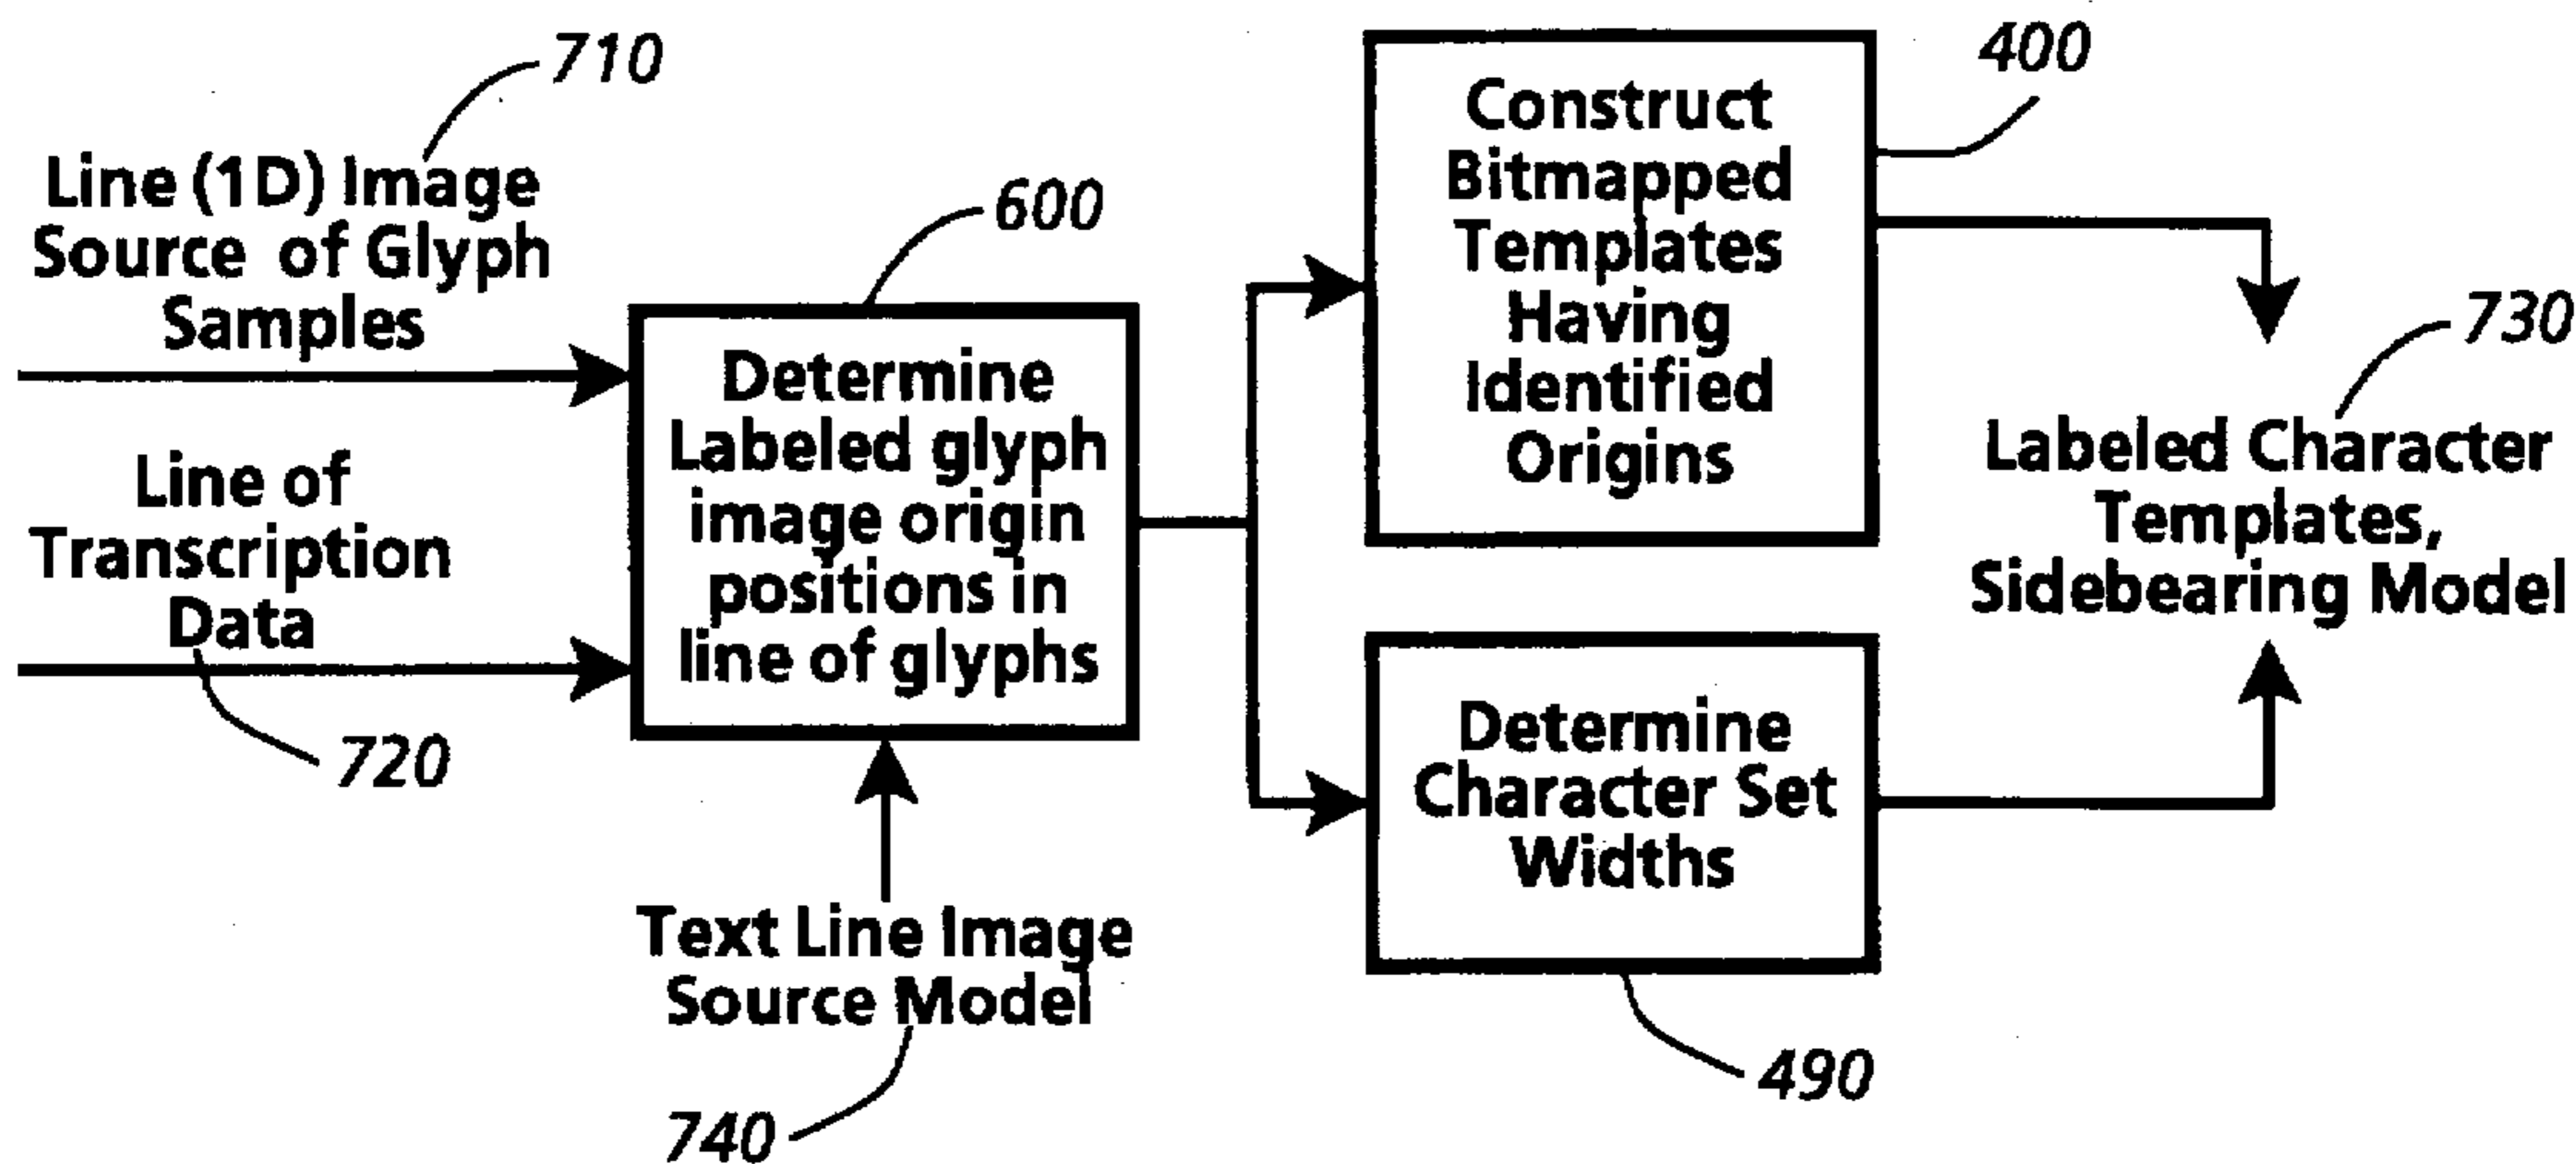 710
Line (1D) Image
Source of Glyph
Samples
Line of
Transcription
Data
720
600
Determine
Labeled glyph
image origin
positions in
line of glyphs
Text Line Image
Source Model
740
400
Construct
Bitmapped
Templates
Having
Identified
Origins
Determine
Character Set
Widths
490
730
Labeled Character
Templates,
Sidebearing Model